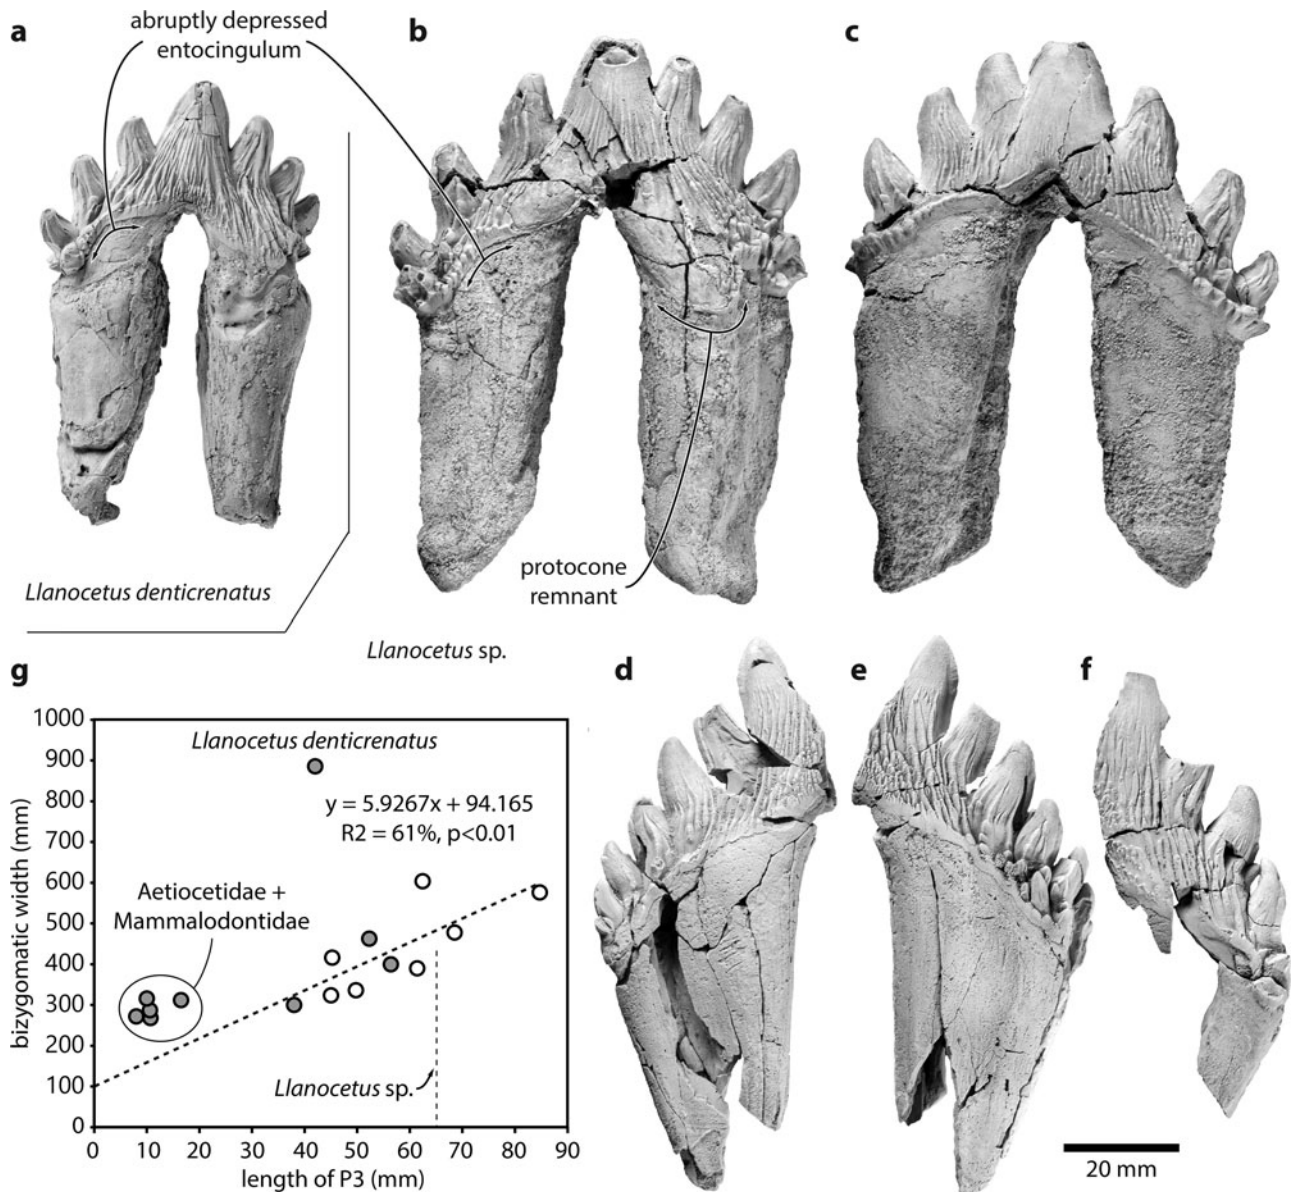 a
abruptly depressed
entocingulum
b
c
Llanocetus denticrenatus
protocone
remnant
Llanocetus sp.
g
d
e
f
1000
900
800
700
600
500
400
300
200
100
0
bizygomatic width (mm)
Llanocetus denticrenatus
y = 5.9267x + 94.165
R2 = 61%, p<0.01
Aetiocetidae +
Mammalodontidae
Llanocetus sp.
0 10 20 30 40 50 60 70 80 90
length of P3 (mm)
20 mm